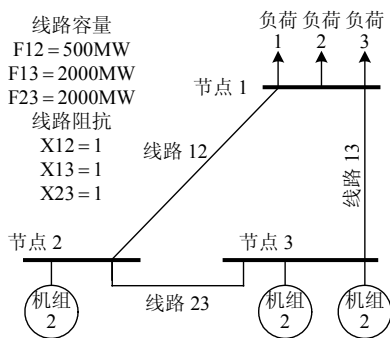 线路容量
F12＝500MW
F13＝2000MW
F23＝2000MW
线路阻抗
X12＝1
X13＝1
X23＝1
负荷 负荷 负荷
1 2 3
节点 1
线路 12
线路 13
节点 2
节点 3
线路 23
机组
2
机组
2
机组
2